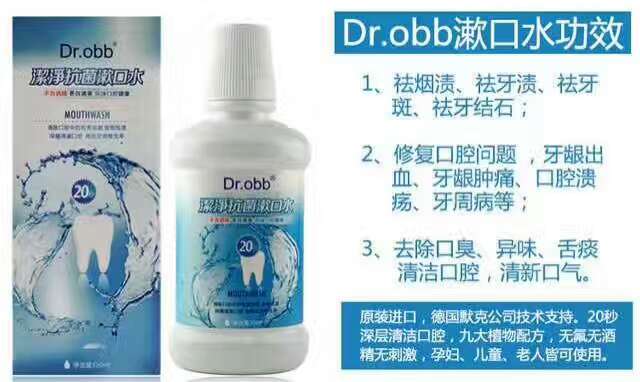 Dr.obb®
潔淨抗菌漱口水
MOUTHWASH
20
Dr.obb®
潔淨抗菌漱口水
20
MOUTHWASH
Dr.obb漱口水功效
1、祛烟渍、祛牙渍、祛牙
斑、祛牙结石；
2、修复口腔问题 ，牙龈出
血、牙龈肿痛、口腔溃
疡、牙周病等；
3、去除口臭、异味、舌痰
清洁口腔，清新口气。
原装进口，德国默克公司技术支持。20秒
深层清洁口腔，九大植物配方，无氟无酒
精无刺激，孕妇、儿童、老人皆可使用。